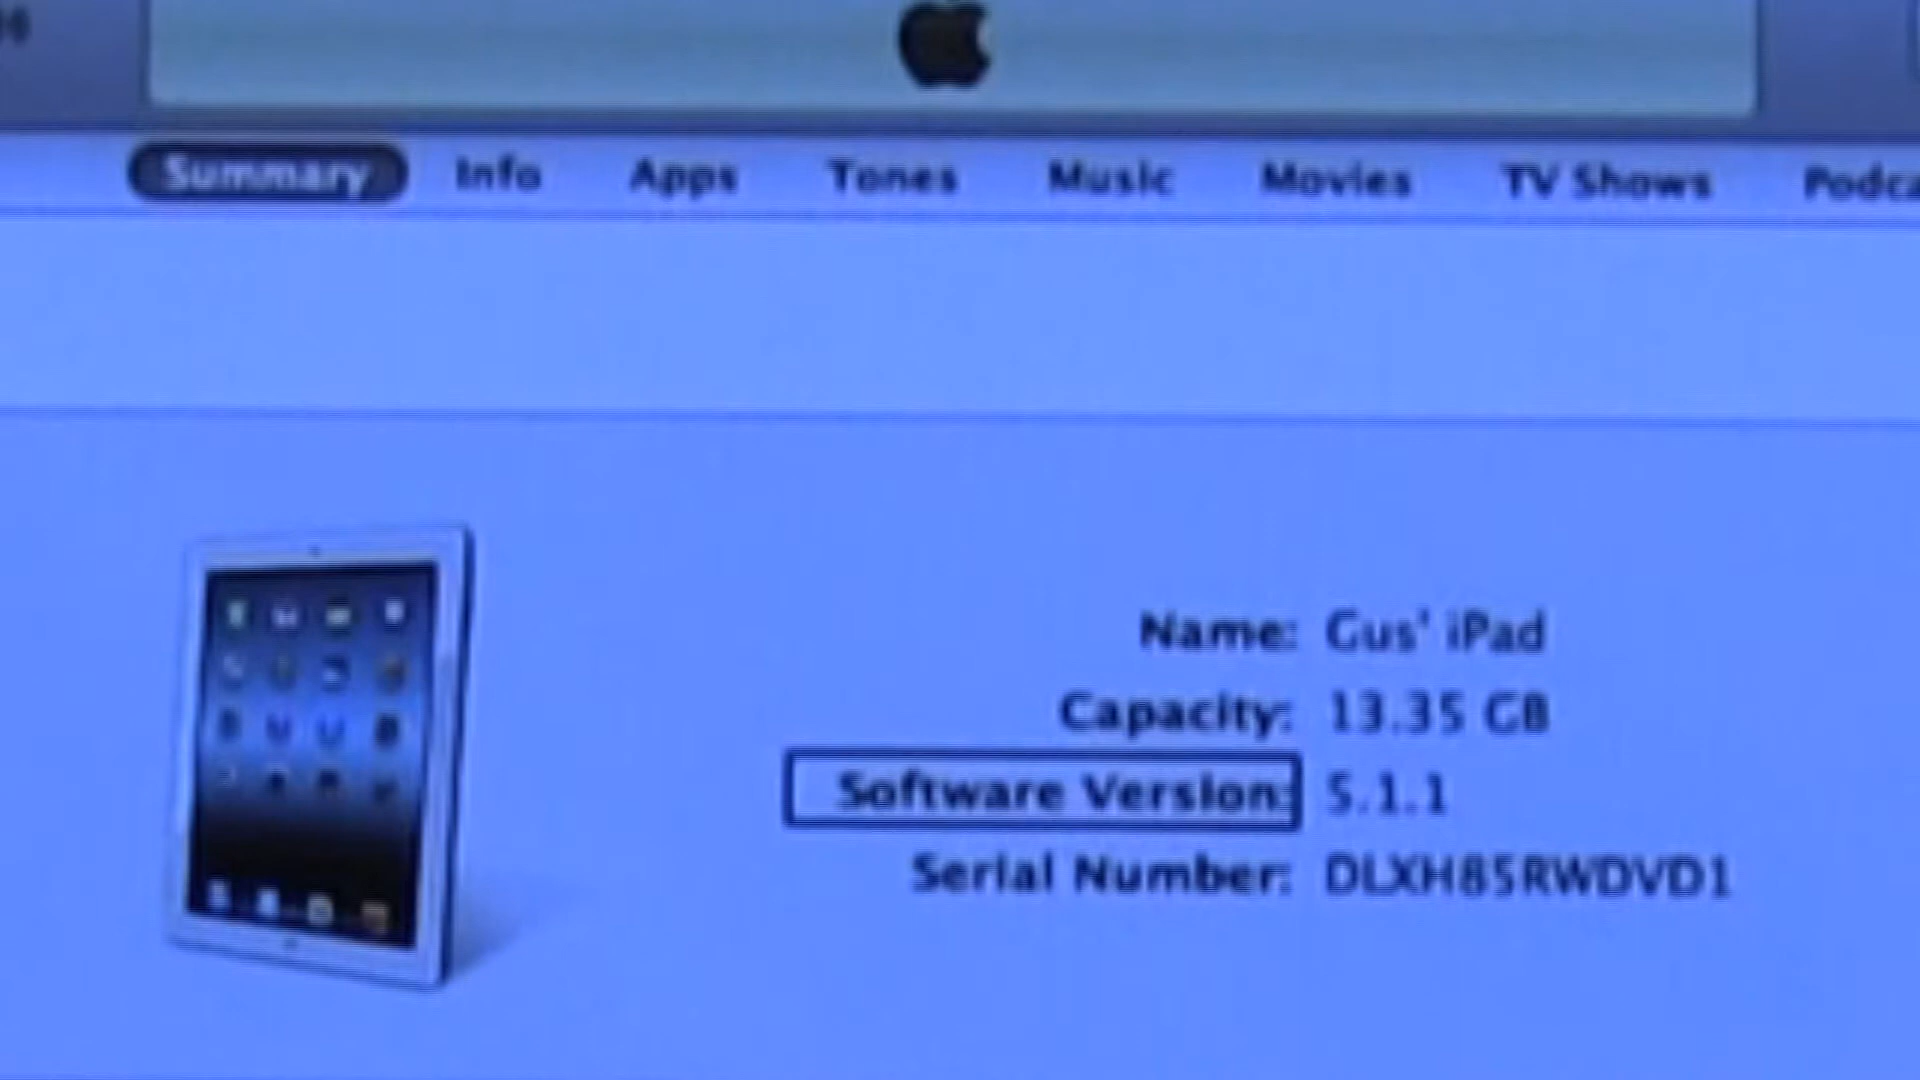 Summary Info Apps Tones Music Movies TV Shows Podca
Name: Gus' iPad
Capacity: 13.35 GB
Software Version: 5.1.1
Serial Number: DLXH85RWDVD1